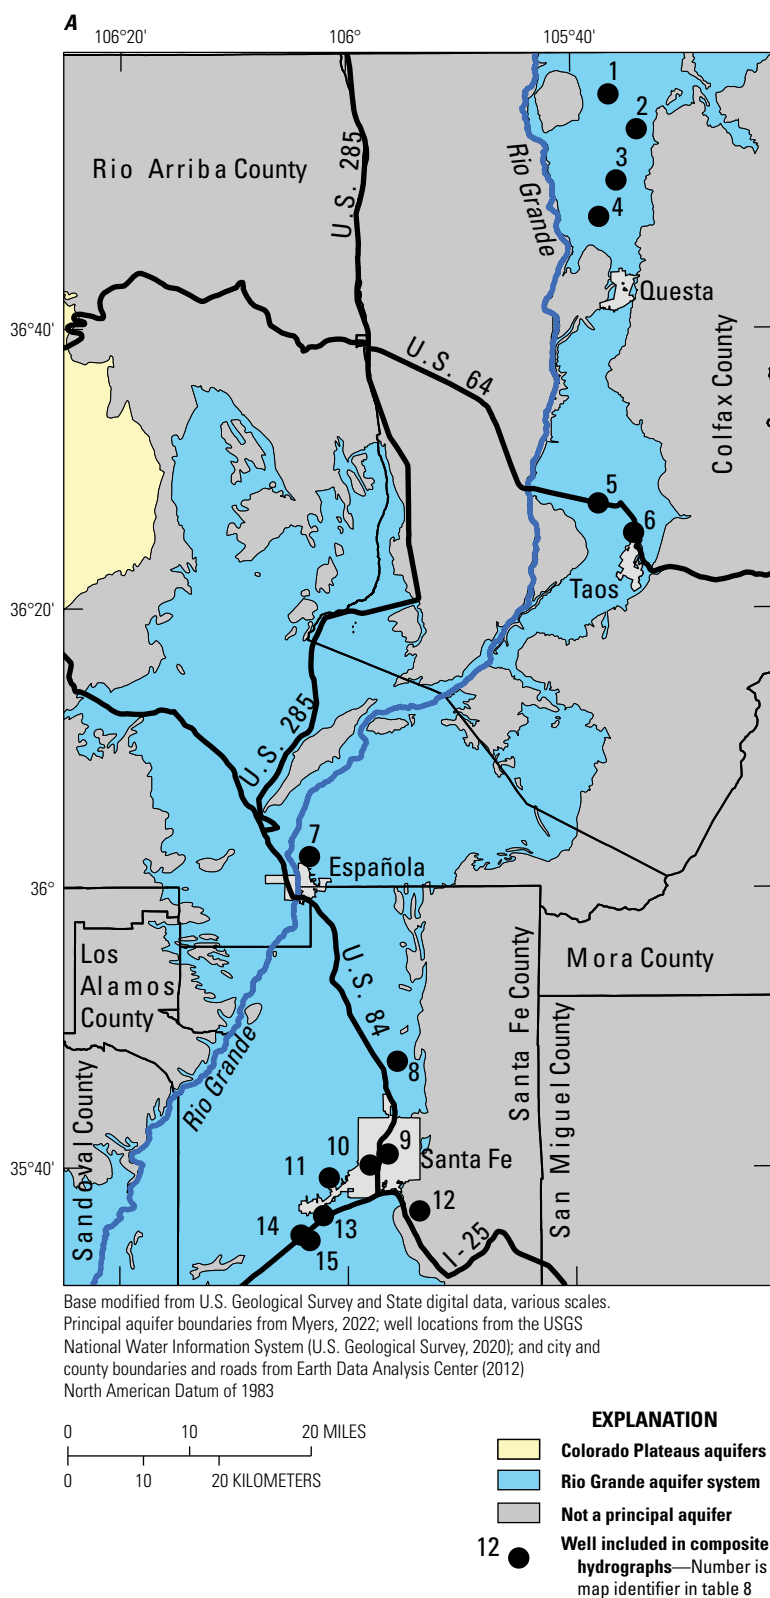 A
106°20'
106°
105°40'
1
2
3
4
Rio Arriba County
U.S. 285
Rio Grande
Questa
36°40'
U.S. 64
Colfax County
5
6
Taos
36°20'
U.S. 285
7
Española
36°
Los
Alamos
County
U.S. 84
Santa Fe County
Mora County
San Miguel County
Rio Grande
Sandoval County
8
9
10
Santa Fe
35°40'
11
12
13
14
15
I-25
Base modified from U.S. Geological Survey and State digital data, various scales.
Principal aquifer boundaries from Myers, 2022; well locations from the USGS
National Water Information System (U.S. Geological Survey, 2020); and city and
county boundaries and roads from Earth Data Analysis Center (2012)
North American Datum of 1983
0 10 20 MILES
0 10 20 KILOMETERS
EXPLANATION
Colorado Plateaus aquifers
Rio Grande aquifer system
Not a principal aquifer
12 Well included in composite
hydrographs—Number is
map identifier in table 8